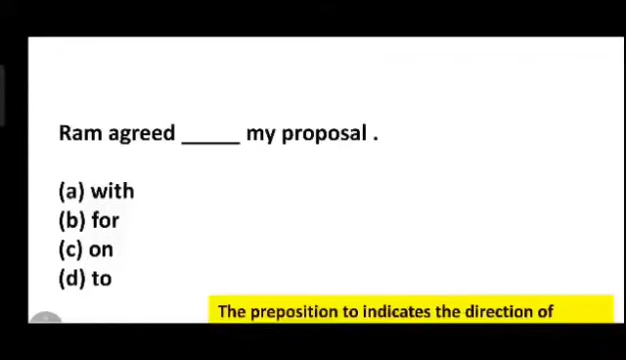 Ram agreed _____ my proposal .
(a) with
(b) for
(c) on
(d) to
The preposition to indicates the direction of